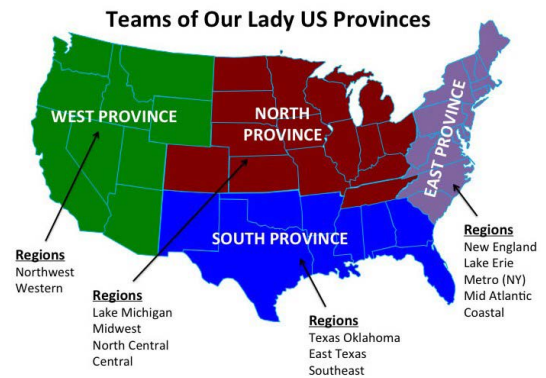 Teams of Our Lady US Provinces
WEST PROVINCE
NORTH
PROVINCE
EAST PROVINCE
SOUTH PROVINCE
Regions
Northwest
Western
Regions
Lake Michigan
Midwest
North Central
Central
Regions
Texas Oklahoma
East Texas
Southeast
Regions
New England
Lake Erie
Metro (NY)
Mid Atlantic
Coastal